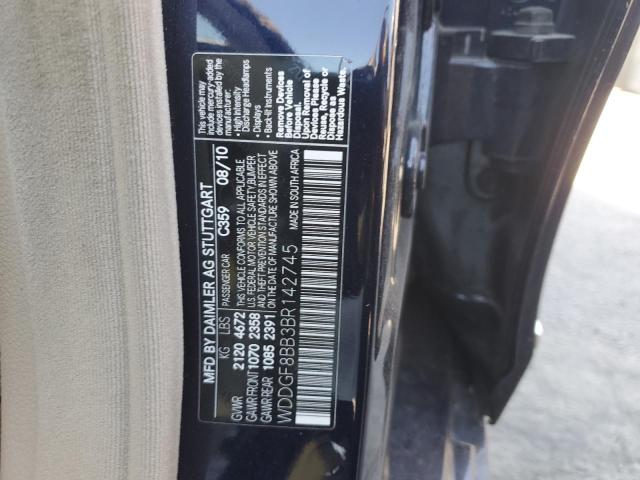 MFD BY DAIMLER AG STUTTGART
KG LBS PASSENGER CAR C359 08/10
GVWR 2120 4672 THIS VEHICLE CONFORMS TO ALL APPLICABLE
GAWR FRONT 1070 2358 U.S. FEDERAL MOTOR VEHICLE SAFETY, BUMPER
GAWR REAR 1085 2391 AND THEFT PREVENTION STANDARDS IN EFFECT
ON THE DATE OF MANUFACTURE SHOWN ABOVE
WDDGF8BB3BR142745 MADE IN SOUTH AFRICA
This vehicle may
include mercury-added
devices installed by the
manufacturer:
• High Intensity
Discharge Headlamps
• Displays
• Back-lit Instruments
Remove Devices
Before Vehicle
Disposal.
Upon Removal of
Devices Please
Reuse, Recycle or
Dispose as
Hazardous Waste.